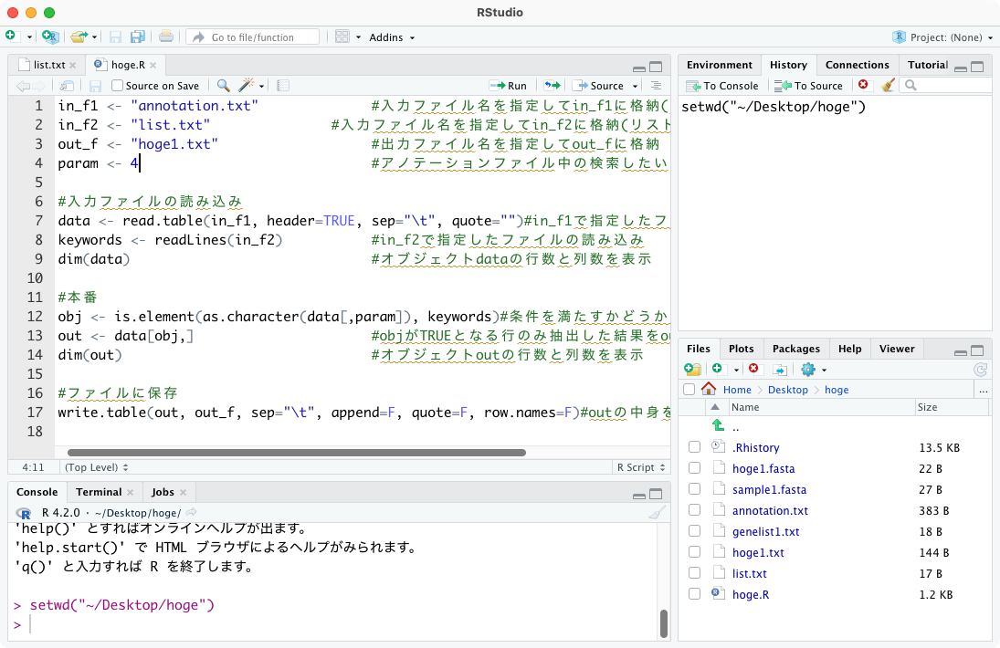 RStudio
Go to file/function
Addins
Project: (None)
list.txt
hoge.R
Source on Save
Run
Source
1 in_f1 <- "annotation.txt" #入力ファイル名を指定してin_f1に格納(
2 in_f2 <- "list.txt" #入力ファイル名を指定してin_f2に格納(リスト
3 out_f <- "hoge1.txt" #出力ファイル名を指定してout_fに格納
4 param <- 4 #アノテーションファイル中の検索したい
5
6 #入力ファイルの読み込み
7 data <- read.table(in_f1, header=TRUE, sep="\t", quote="")#in_f1で指定したフ
8 keywords <- readLines(in_f2) #in_f2で指定したファイルの読み込み
9 dim(data) #オブジェクトdataの行数と列数を表示
10
11 #本番
12 obj <- is.element(as.character(data[,param]), keywords)#条件を満たすかどうか
13 out <- data[obj,] #objがTRUEとなる行のみ抽出した結果をou
14 dim(out) #オブジェクトoutの行数と列数を表示
15
16 #ファイルに保存
17 write.table(out, out_f, sep="\t", append=F, quote=F, row.names=F)#outの中身を
18
4:11 (Top Level) R Script
Console Terminal Jobs
R 4.2.0 · ~/Desktop/hoge/
'help()' とすればオンラインヘルプが出ます。
'help.start()' で HTML ブラウザによるヘルプがみられます。
'q()' と入力すれば R を終了します。
> setwd("~/Desktop/hoge")
>
Environment History Connections Tutorial
To Console To Source
setwd("~/Desktop/hoge")
Files Plots Packages Help Viewer
Home Desktop hoge ...
Name Size
..
.Rhistory 13.5 KB
hoge1.fasta 22 B
sample1.fasta 27 B
annotation.txt 383 B
genelist1.txt 18 B
hoge1.txt 144 B
list.txt 17 B
hoge.R 1.2 KB